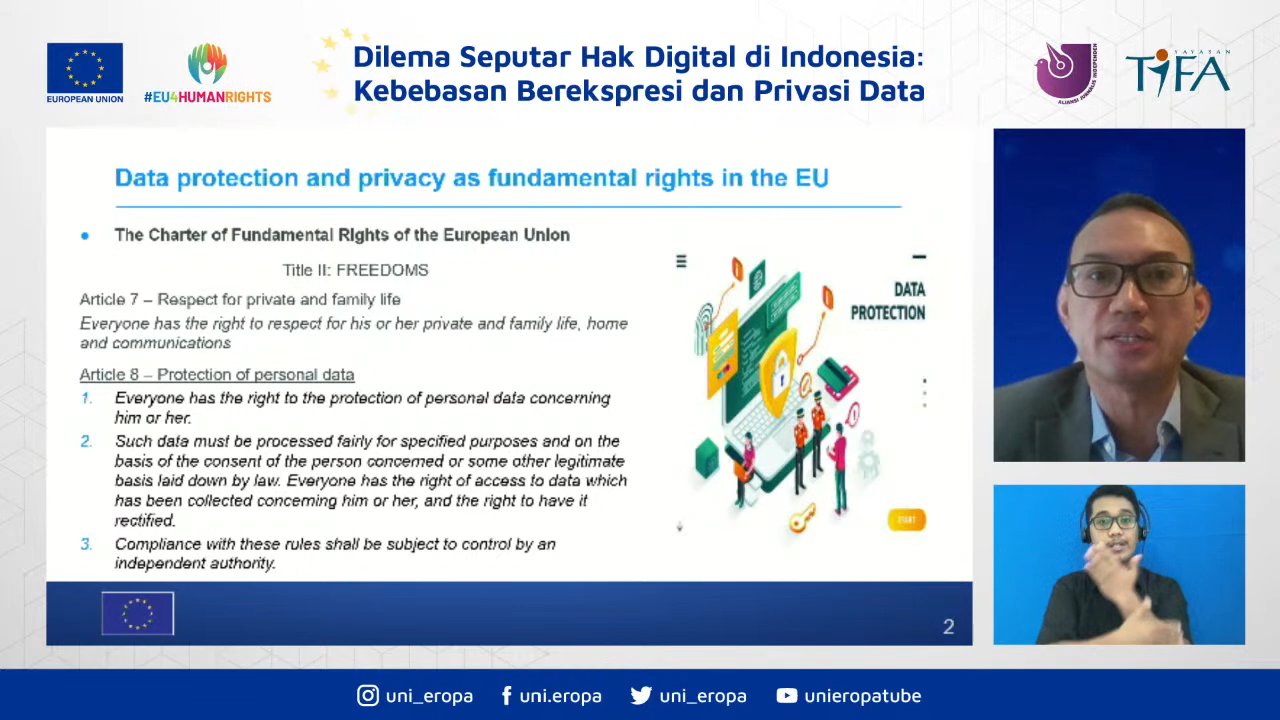 EUROPEAN UNION
#EU4HUMANRIGHTS
Dilema Seputar Hak Digital di Indonesia:
Kebebasan Berekspresi dan Privasi Data
ALIANSI JURNALIS INDEPENDEN
YAYASAN
TIFA
Data protection and privacy as fundamental rights in the EU
• The Charter of Fundamental Rights of the European Union
Title II: FREEDOMS
Article 7 – Respect for private and family life
Everyone has the right to respect for his or her private and family life, home
and communications
Article 8 – Protection of personal data
1. Everyone has the right to the protection of personal data concerning
him or her.
2. Such data must be processed fairly for specified purposes and on the
basis of the consent of the person concerned or some other legitimate
basis laid down by law. Everyone has the right of access to data which
has been collected concerning him or her, and the right to have it
rectified.
3. Compliance with these rules shall be subject to control by an
independent authority.
DATA
PROTECTION
START
2
uni_eropa
uni.eropa
uni_eropa
unieropatube